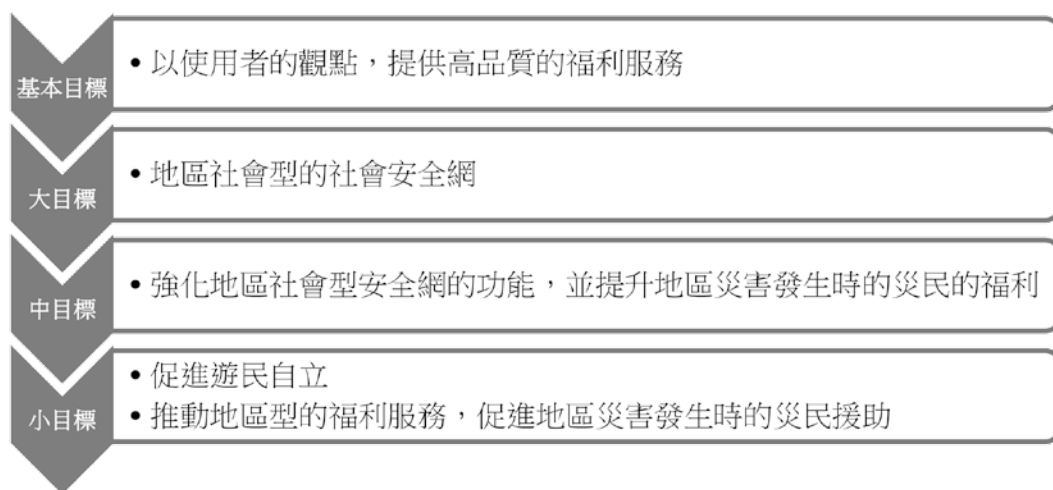 基本目標
• 以使用者的觀點，提供高品質的福利服務
大目標
• 地區社會型的社會安全網
中目標
• 強化地區社會型安全網的功能，並提升地區災害發生時的災民的福利
小目標
• 促進遊民自立
• 推動地區型的福利服務，促進地區災害發生時的災民援助